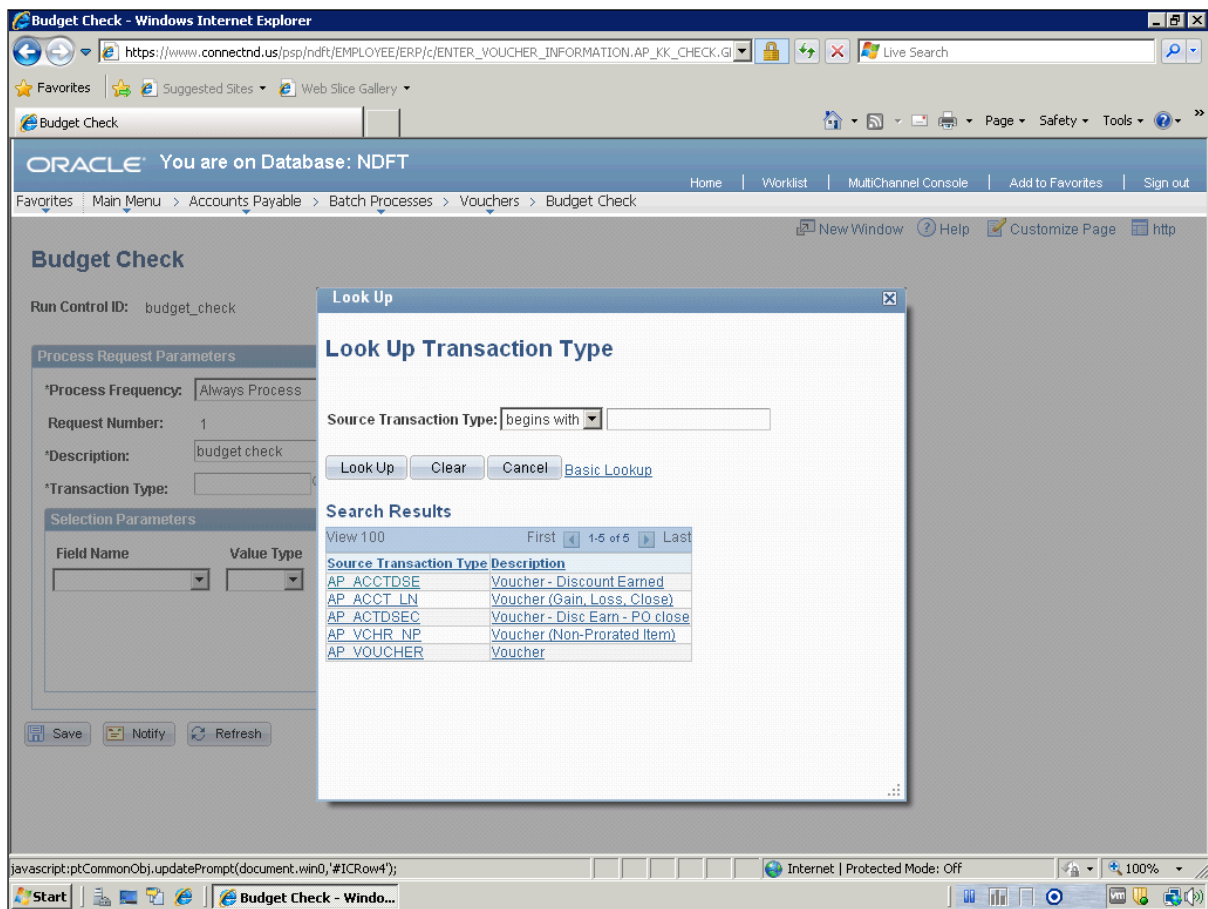 Budget Check - Windows Internet Explorer
https://www.connectnd.us/psp/ndft/EMPLOYEE/ERP/c/ENTER_VOUCHER_INFORMATION.AP_KK_CHECK.G
Live Search
Favorites Suggested Sites Web Slice Gallery
Budget Check
Page Safety Tools »
ORACLE You are on Database: NDFT
Home | Worklist | MultiChannel Console | Add to Favorites | Sign out
Favorites Main Menu > Accounts Payable > Batch Processes > Vouchers > Budget Check
New Window Help Customize Page http
Budget Check
Run Control ID: budget_check
Process Request Parameters
*Process Frequency: Always Process
Request Number: 1
*Description: budget check
*Transaction Type:
Selection Parameters
Field Name Value Type
Save Notify Refresh
Look Up
Look Up Transaction Type
Source Transaction Type: begins with
Look Up Clear Cancel Basic Lookup
Search Results
View 100 First 1-5 of 5 Last
Source Transaction Type Description
AP_ACCTDSE Voucher - Discount Earned
AP_ACCT_LN Voucher (Gain, Loss, Close)
AP_ACTDSEC Voucher - Disc Earn - PO close
AP_VCHR_NP Voucher (Non-Prorated Item)
AP_VOUCHER Voucher
javascript:ptCommonObj.updatePrompt(document.win0,'#ICRow4');
Internet | Protected Mode: Off
100%
Start
Budget Check - Windo...